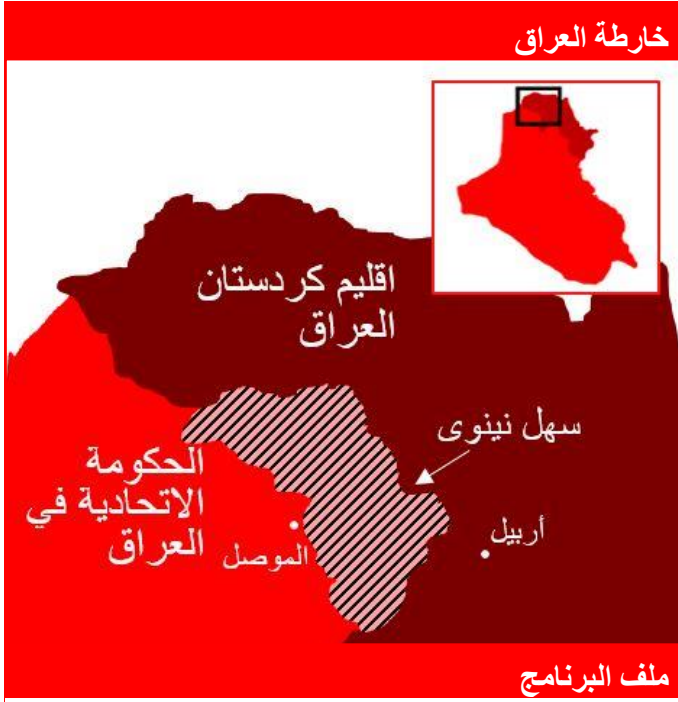 خارطة العراق
اقليم كردستان
العراق
سهل نينوى
الحكومة
الاتحادية في
العراق
الموصل
أربيل
ملف البرنامج